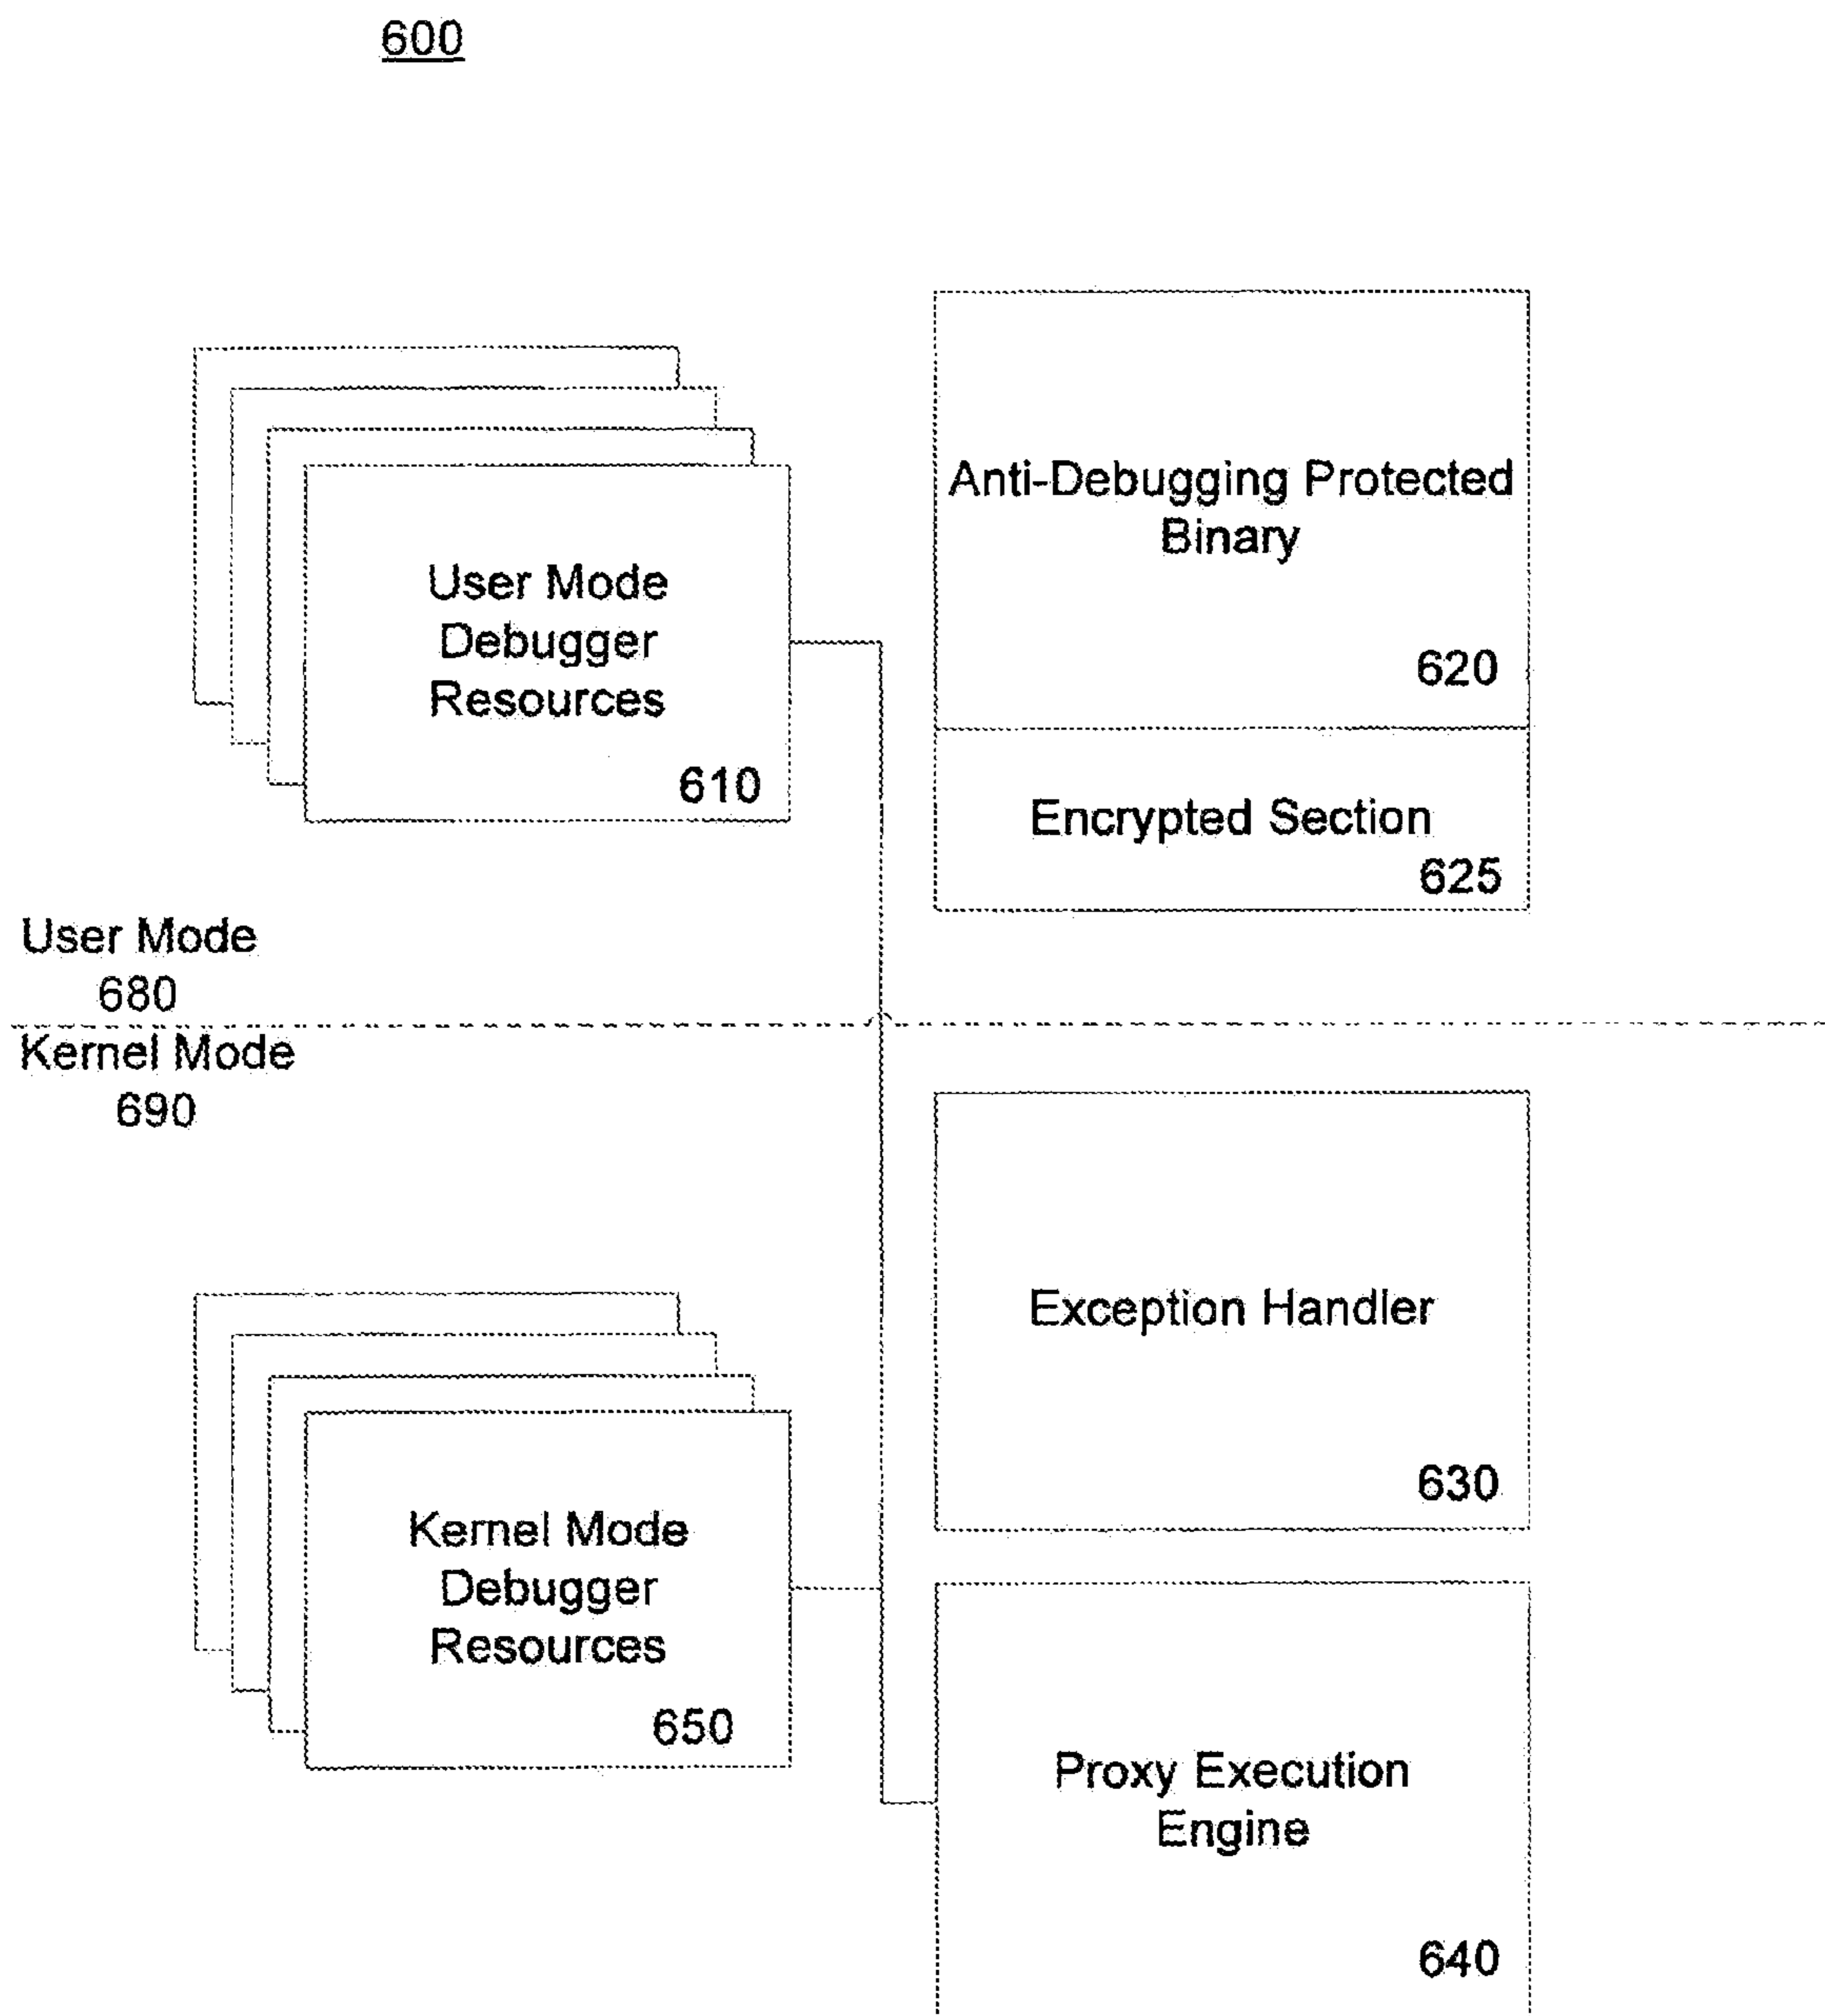 600
Anti-Debugging Protected
Binary
620
User Mode
Debugger
Resources
610
Encrypted Section
625
User Mode
680
Kernel Mode
690
Exception Handler
630
Kernel Mode
Debugger
Resources
650
Proxy Execution
Engine
640